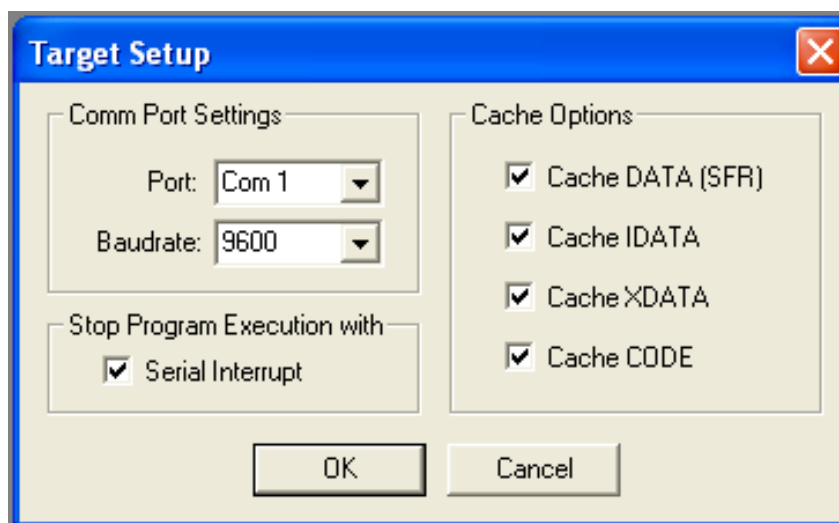 Target Setup
Comm Port Settings
Port: Com 1
Baudrate: 9600
Stop Program Execution with
Serial Interrupt
Cache Options
Cache DATA (SFR)
Cache IDATA
Cache XDATA
Cache CODE
OK
Cancel